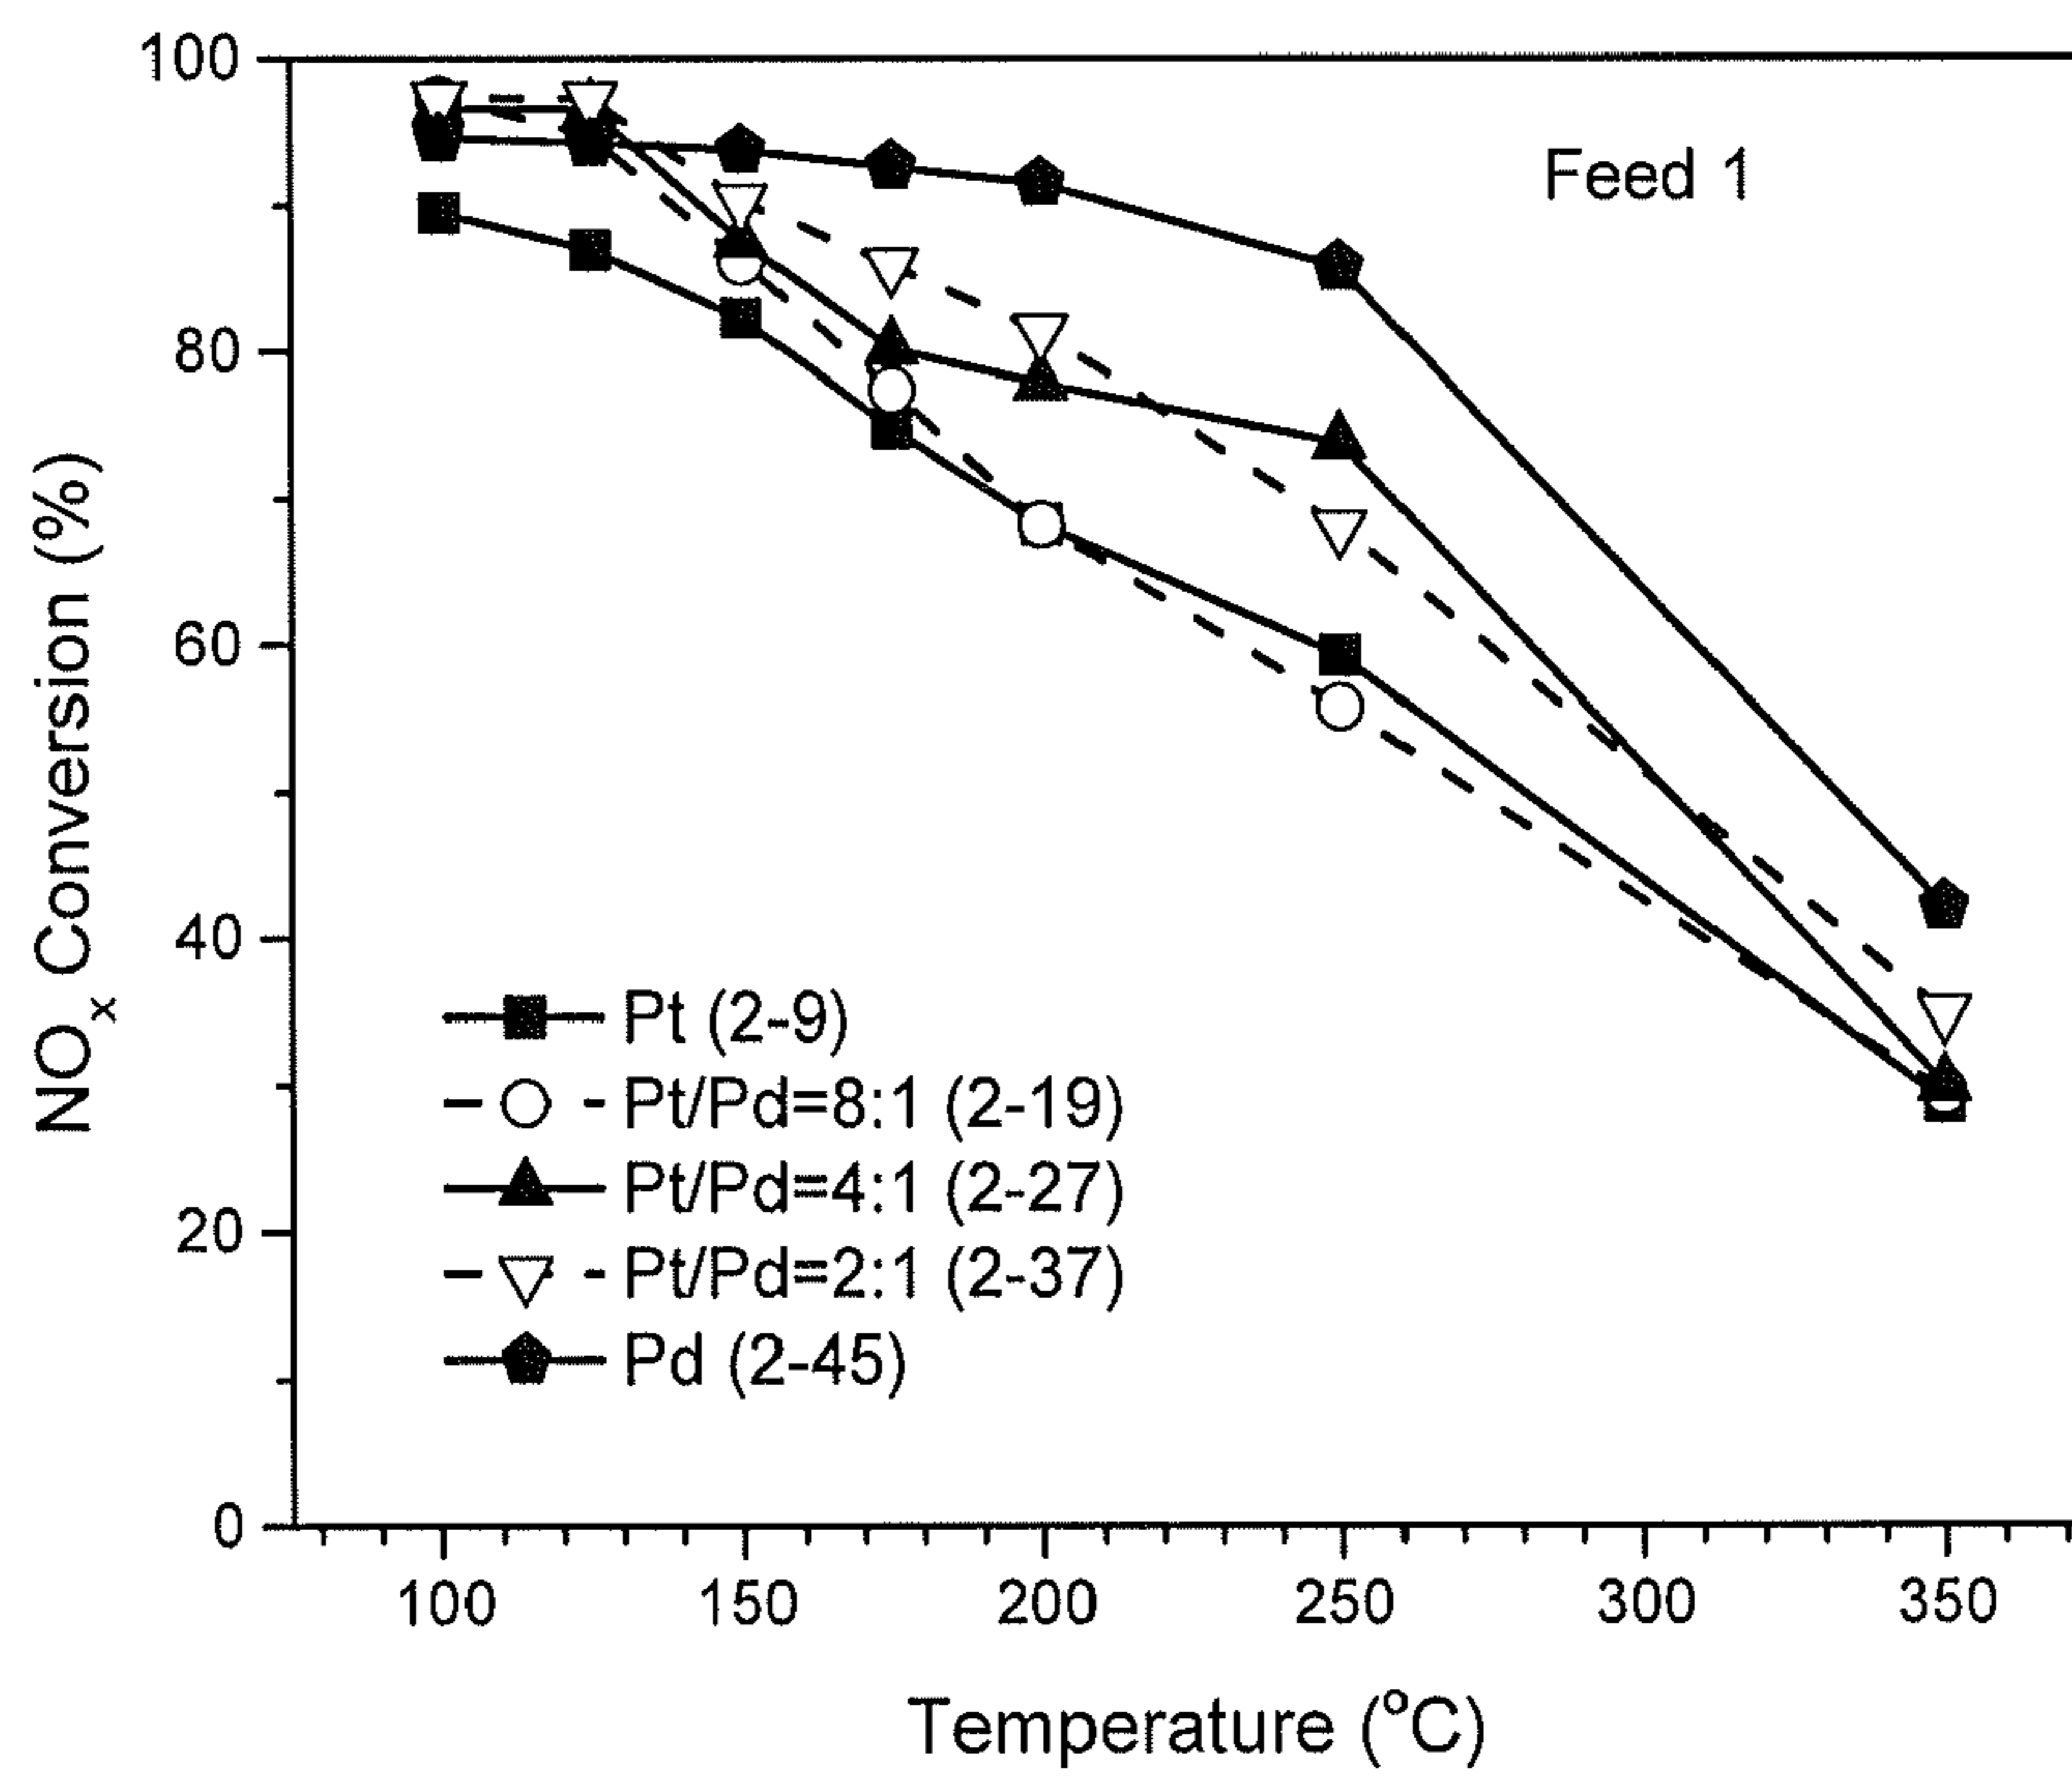 100
80
60
40
20
0
NOx Conversion (%)
Feed 1
Pt (2-9)
Pt/Pd=8:1 (2-19)
Pt/Pd=4:1 (2-27)
Pt/Pd=2:1 (2-37)
Pd (2-45)
100 150 200 250 300 350
Temperature (°C)